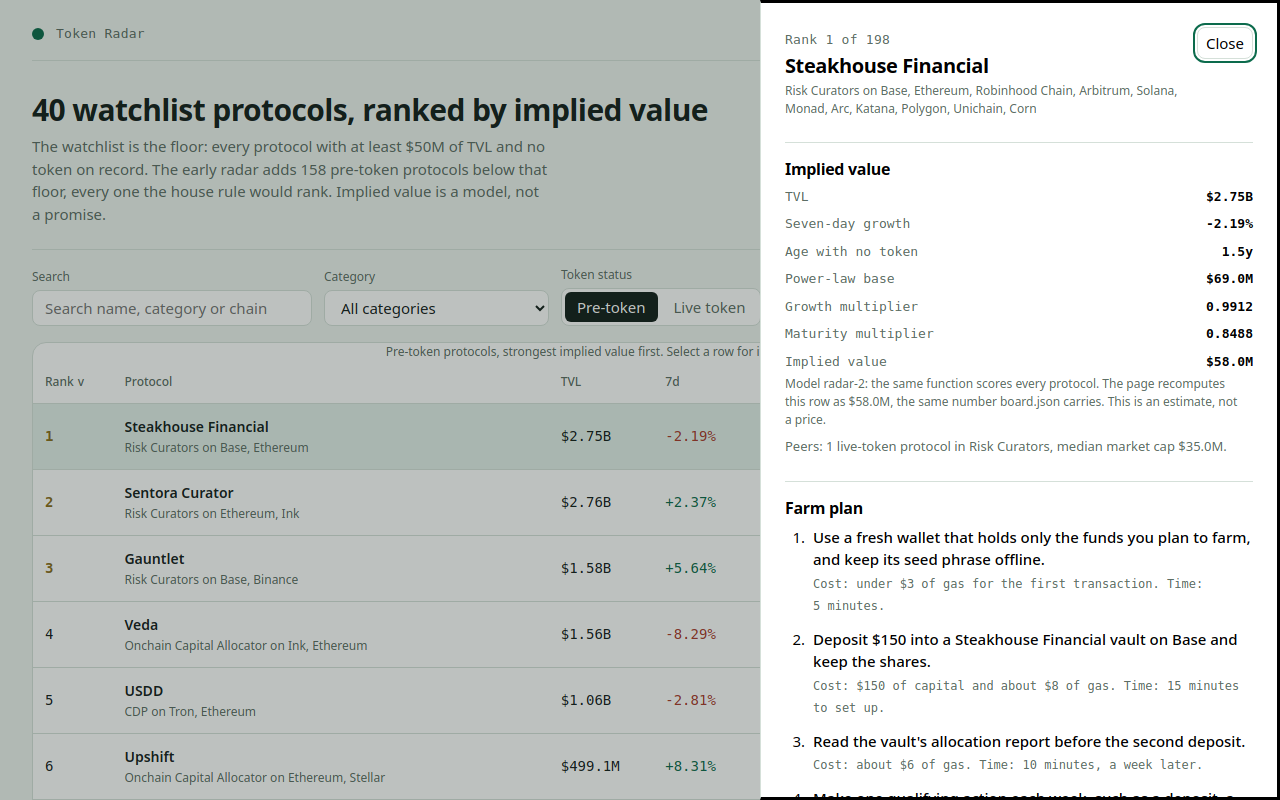 Token Radar
40 watchlist protocols, ranked by implied value
The watchlist is the floor: every protocol with at least $50M of TVL and no
token on record. The early radar adds 158 pre-token protocols below that
floor, every one the house rule would rank. Implied value is a model, not
a promise.
Search
Category
Token status
Search name, category or chain
All categories
Pre-token
Live token
Pre-token protocols, strongest implied value first. Select a row for i
Rank v
Protocol
TVL
7d
1
Steakhouse Financial
Risk Curators on Base, Ethereum
$2.75B
-2.19%
2
Sentora Curator
Risk Curators on Ethereum, Ink
$2.76B
+2.37%
3
Gauntlet
Risk Curators on Base, Binance
$1.58B
+5.64%
4
Veda
Onchain Capital Allocator on Ink, Ethereum
$1.56B
-8.29%
5
USDD
CDP on Tron, Ethereum
$1.06B
-2.81%
6
Upshift
Onchain Capital Allocator on Ethereum, Stellar
$499.1M
+8.31%
Rank 1 of 198
Close
Steakhouse Financial
Risk Curators on Base, Ethereum, Robinhood Chain, Arbitrum, Solana,
Monad, Arc, Katana, Polygon, Unichain, Corn
Implied value
TVL $2.75B
Seven-day growth -2.19%
Age with no token 1.5y
Power-law base $69.0M
Growth multiplier 0.9912
Maturity multiplier 0.8488
Implied value $58.0M
Model radar-2: the same function scores every protocol. The page recomputes
this row as $58.0M, the same number board.json carries. This is an estimate, not
a price.
Peers: 1 live-token protocol in Risk Curators, median market cap $35.0M.
Farm plan
1. Use a fresh wallet that holds only the funds you plan to farm,
and keep its seed phrase offline.
Cost: under $3 of gas for the first transaction. Time:
5 minutes.
2. Deposit $150 into a Steakhouse Financial vault on Base and
keep the shares.
Cost: $150 of capital and about $8 of gas. Time: 15 minutes
to set up.
3. Read the vault's allocation report before the second deposit.
Cost: about $6 of gas. Time: 10 minutes, a week later.
4. Make one qualifying action each week, such as a deposit, a